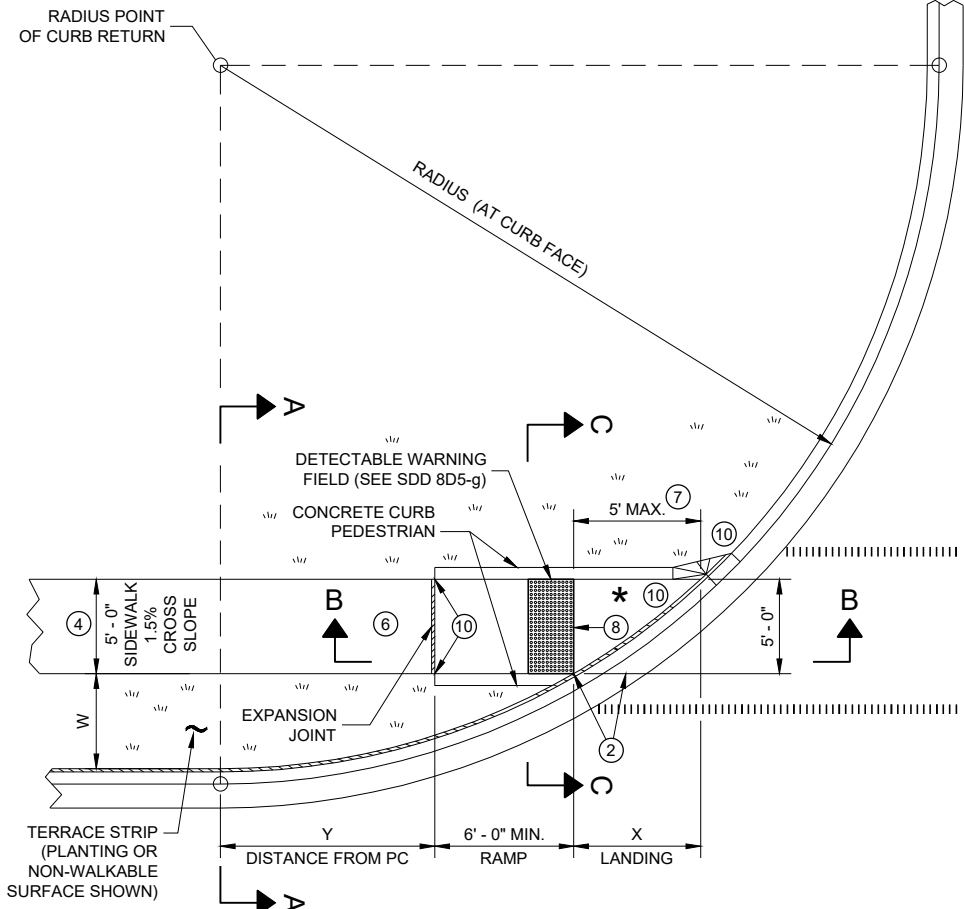 RADIUS POINT
OF CURB RETURN
RADIUS (AT CURB FACE)
A
C
DETECTABLE WARNING
FIELD (SEE SDD 8D5-g)
7
5' MAX.
CONCRETE CURB
PEDESTRIAN
10
4
5' - 0"
SIDEWALK
1.5%
CROSS
SLOPE
B
6
10
*
10
8
5' - 0"
B
W
EXPANSION
JOINT
2
C
TERRACE STRIP
(PLANTING OR
NON-WALKABLE
SURFACE SHOWN)
Y
DISTANCE FROM PC
6' - 0" MIN.
RAMP
X
LANDING
A